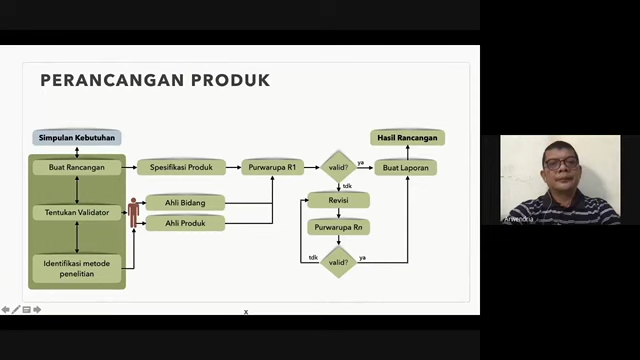 PERANCANGAN PRODUK
Simpulan Kebutuhan
Hasil Rancangan
Buat Rancangan
Spesifikasi Produk
Purwarupa R1
valid?
ya
Buat Laporan
tdk
Ahli Bidang
Revisi
Tentukan Validator
Ahli Produk
Purwarupa Rn
Identifikasi metode
penelitian
tdk
valid?
ya
x
Arwendria